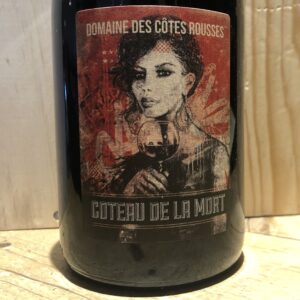 DOMAINE DES CÔTES ROUSSES
COTEAU DE LA MORT